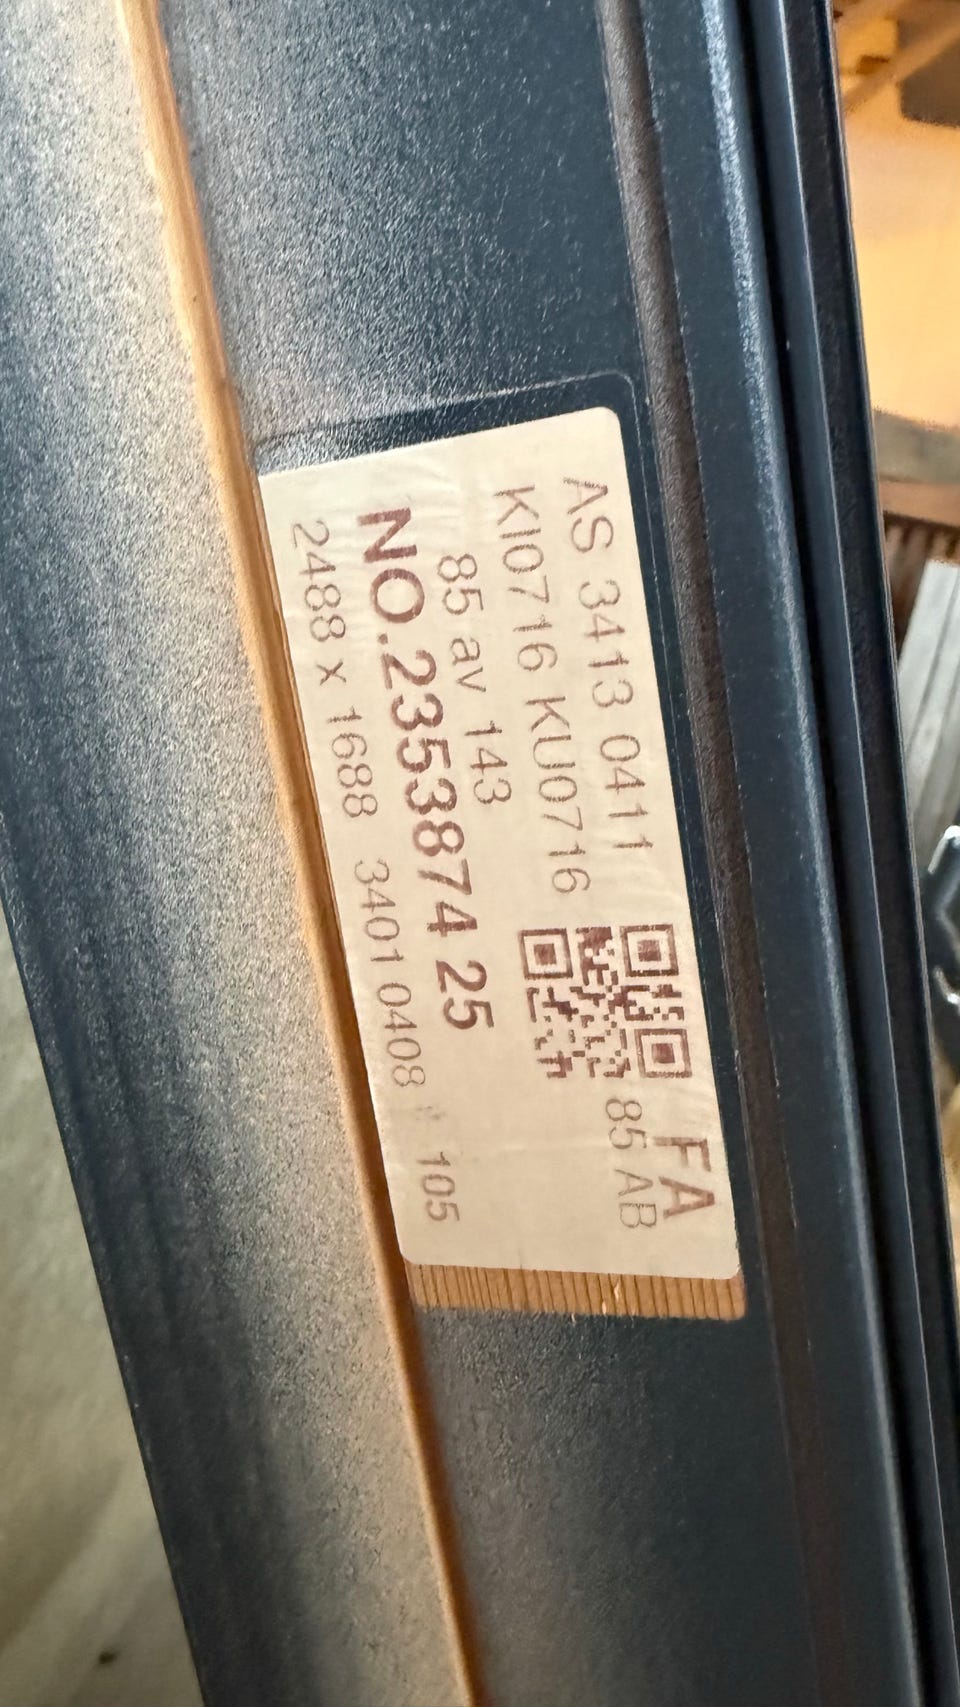 FA
AS 3413 0411
85 AB
KI0716 KU0716
85 av 143
NO.2353874 25
2488 x 1688 3401 0408 105